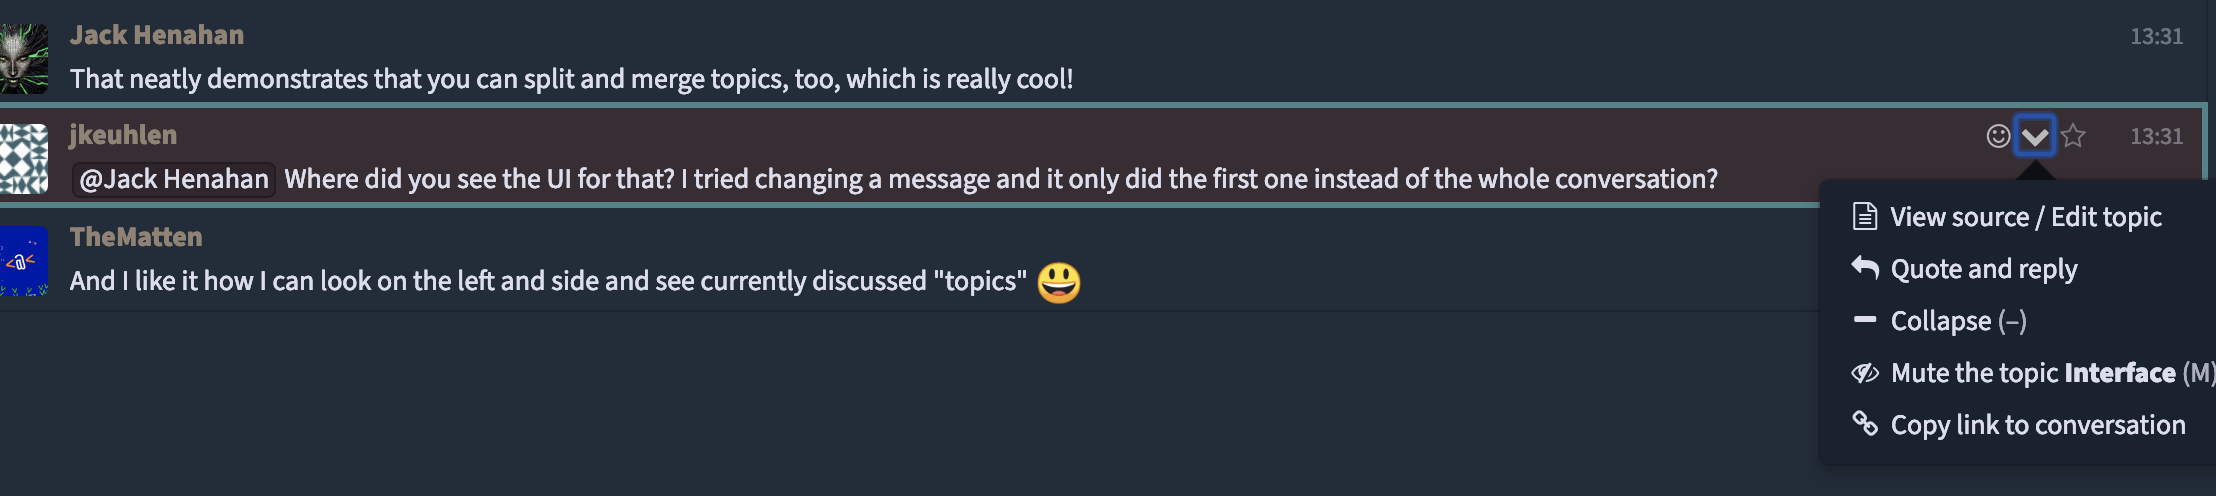 Jack Henahan 13:31
That neatly demonstrates that you can split and merge topics, too, which is really cool!
jkeuhlen 13:31
@Jack Henahan Where did you see the UI for that? I tried changing a message and it only did the first one instead of the whole conversation?
TheMatten
And I like it how I can look on the left and side and see currently discussed "topics" 😃
View source / Edit topic
Quote and reply
Collapse (–)
Mute the topic Interface (M)
Copy link to conversation